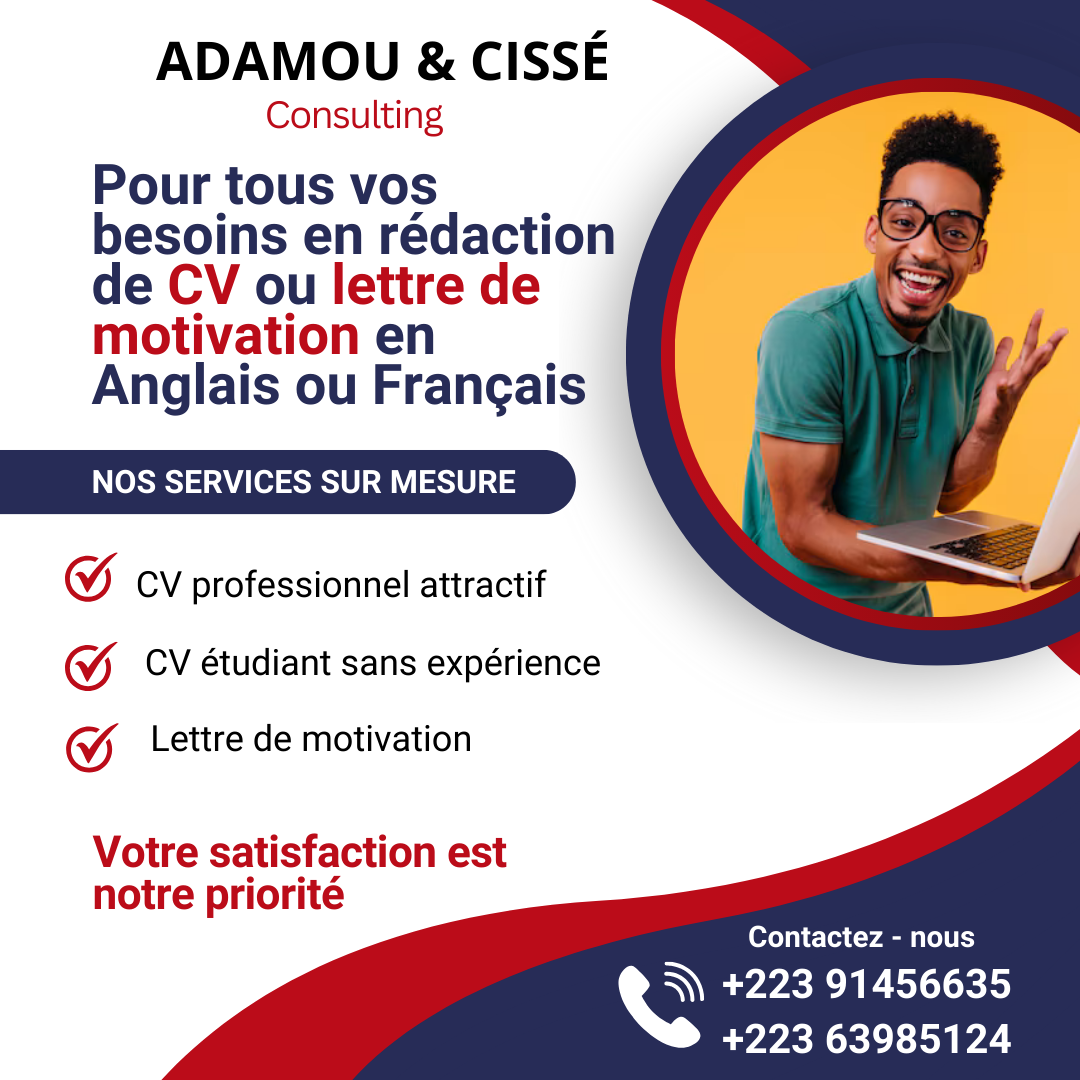 ADAMOU & CISSÉ
Consulting
Pour tous vos
besoins en rédaction
de CV ou lettre de
motivation en
Anglais ou Français
NOS SERVICES SUR MESURE
CV professionnel attractif
CV étudiant sans expérience
Lettre de motivation
Votre satisfaction est
notre priorité
Contactez - nous
+223 91456635
+223 63985124